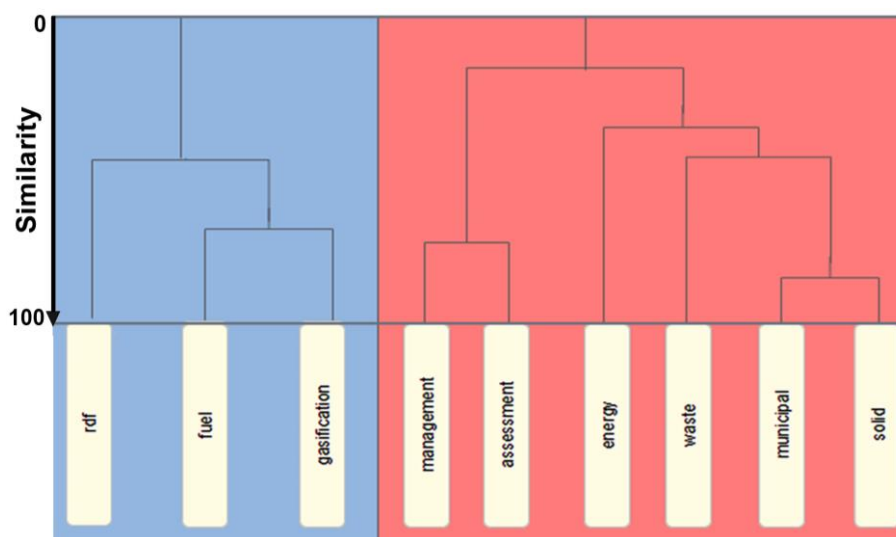 0
Similarity
100
rdf
fuel
gasification
management
assessment
energy
waste
municipal
solid